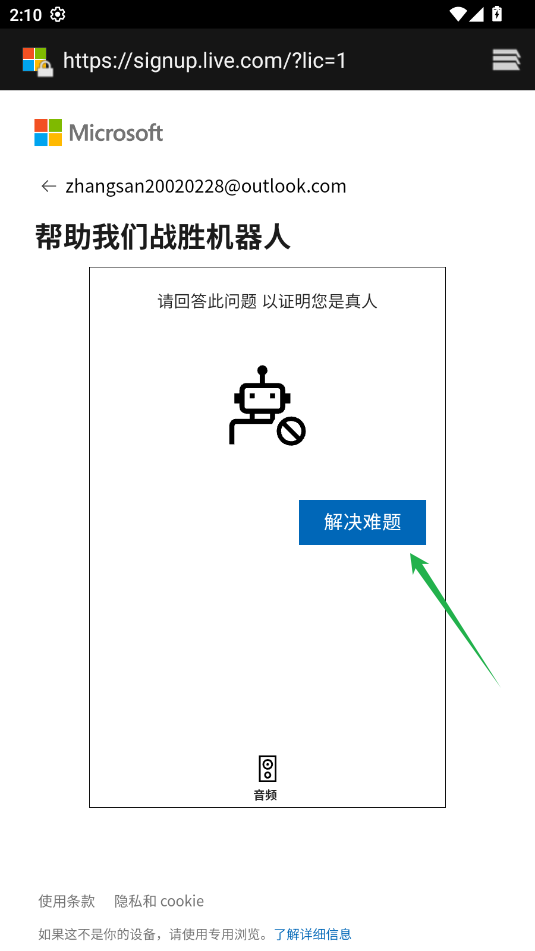 2:10
https://signup.live.com/?lic=1
Microsoft
← zhangsan20020228@outlook.com
帮助我们战胜机器人
请回答此问题 以证明您是真人
解决难题
音频
使用条款 隐私和 cookie
如果这不是你的设备，请使用专用浏览。了解详细信息